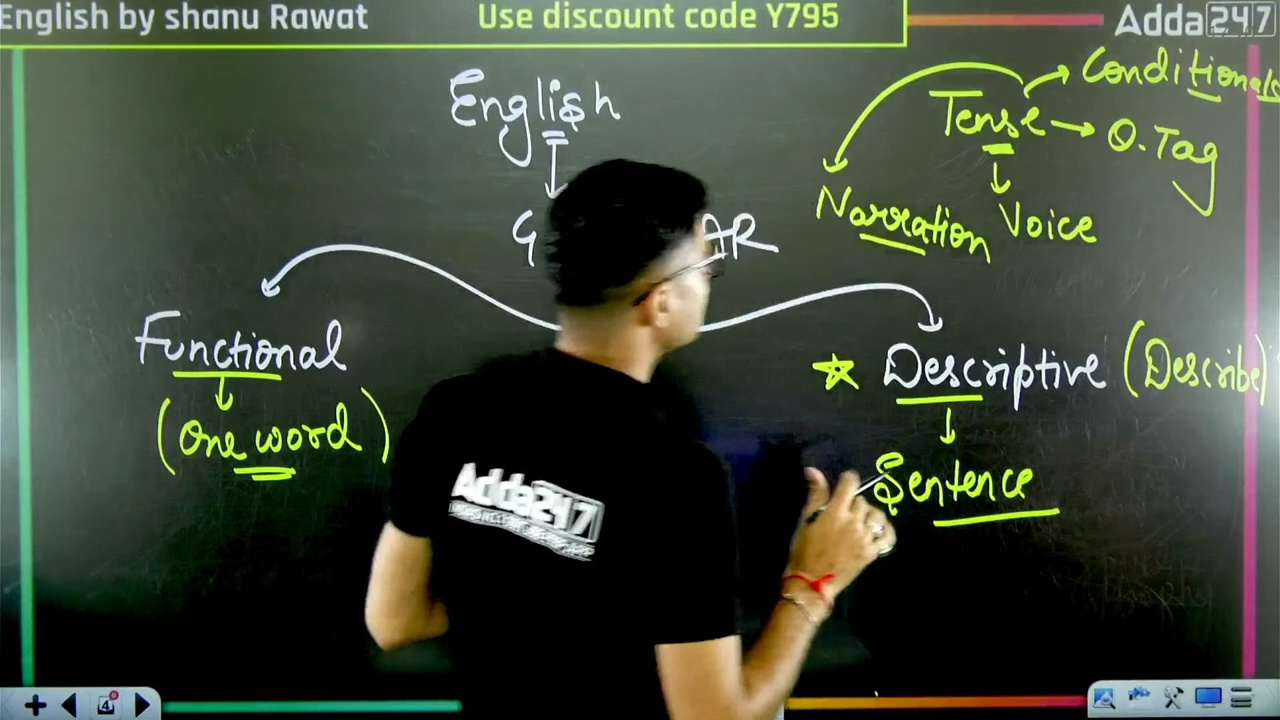 English by shanu Rawat
Use discount code Y795
Adda247
English
Tense
Conditionals
Q. Tag
Narration
Voice
Functional
(One word)
Descriptive (Describe)
Sentence
Adda247
4